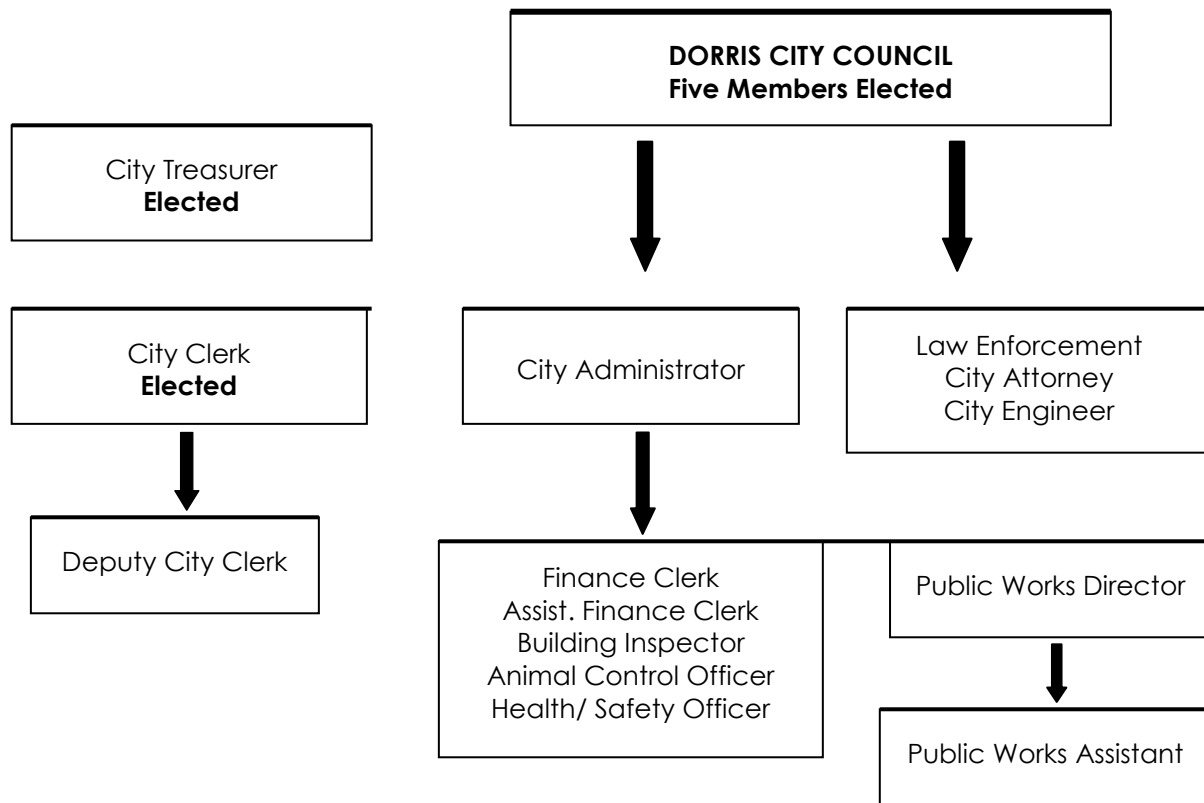 DORRIS CITY COUNCIL
Five Members Elected
City Treasurer
Elected
City Clerk
Elected
City Administrator
Law Enforcement
City Attorney
City Engineer
Deputy City Clerk
Finance Clerk
Assist. Finance Clerk
Building Inspector
Animal Control Officer
Health/ Safety Officer
Public Works Director
Public Works Assistant